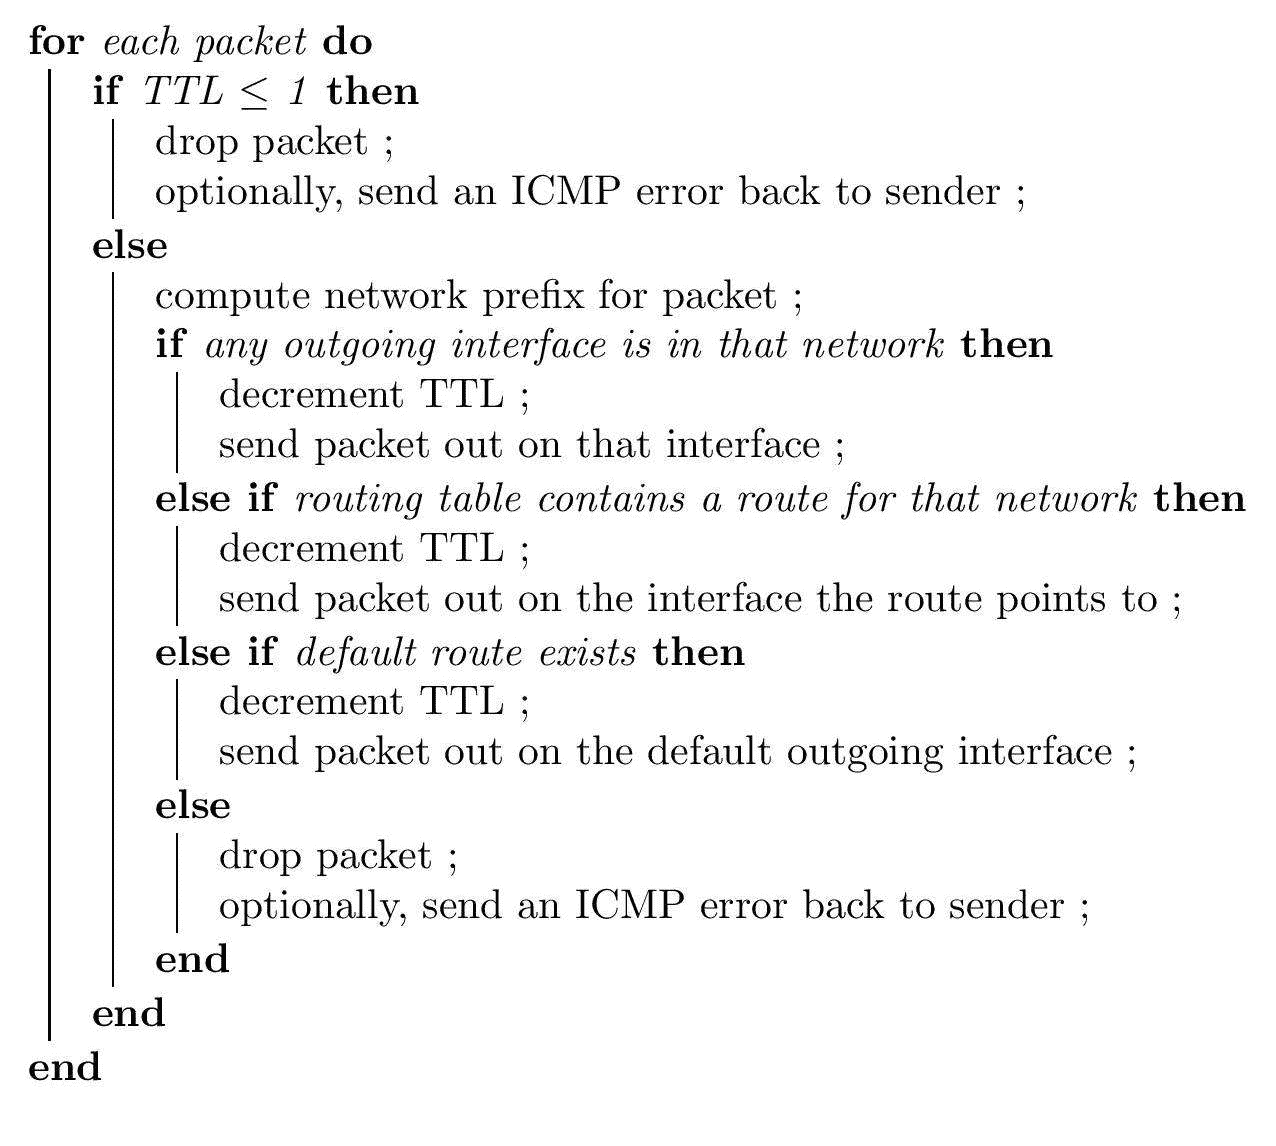 for each packet do
if TTL ≤ 1 then
drop packet ;
optionally, send an ICMP error back to sender ;
else
compute network prefix for packet ;
if any outgoing interface is in that network then
decrement TTL ;
send packet out on that interface ;
else if routing table contains a route for that network then
decrement TTL ;
send packet out on the interface the route points to ;
else if default route exists then
decrement TTL ;
send packet out on the default outgoing interface ;
else
drop packet ;
optionally, send an ICMP error back to sender ;
end
end
end